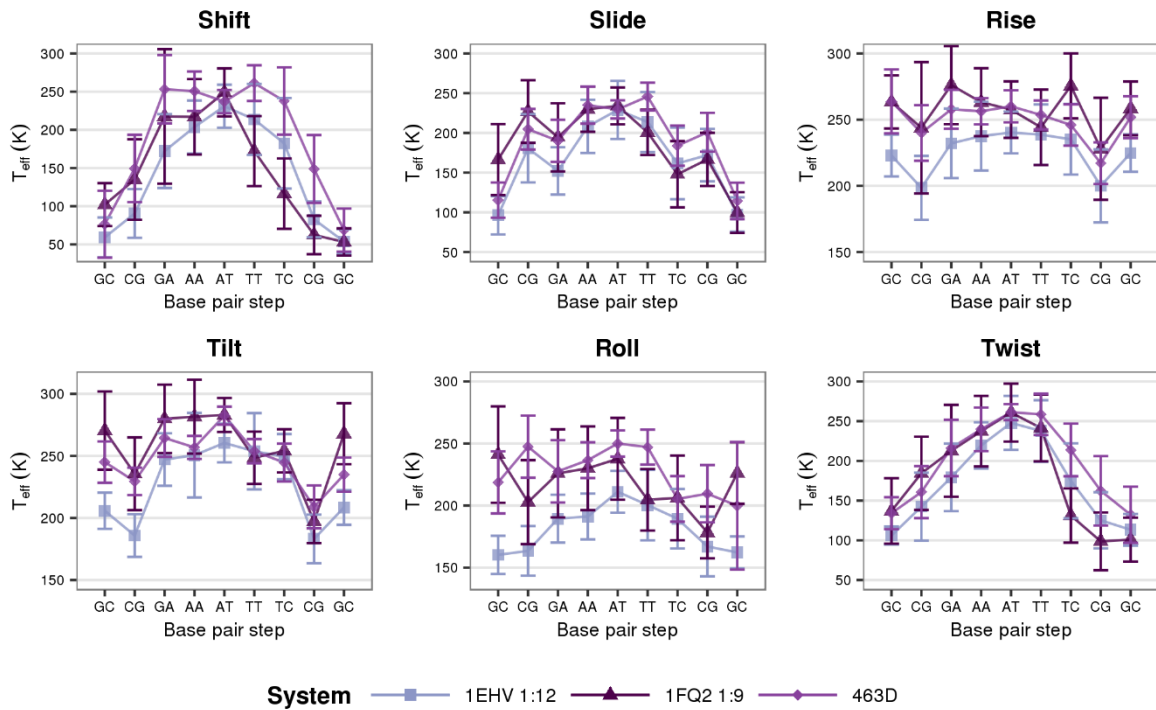 Shift
Slide
Rise
T_eff (K)
300
250
200
150
100
50
GC CG GA AA AT TT TC CG GC
Base pair step
T_eff (K)
300
250
200
150
100
50
GC CG GA AA AT TT TC CG GC
Base pair step
T_eff (K)
300
250
200
150
GC CG GA AA AT TT TC CG GC
Base pair step
Tilt
Roll
Twist
T_eff (K)
300
250
200
150
GC CG GA AA AT TT TC CG GC
Base pair step
T_eff (K)
300
250
200
150
GC CG GA AA AT TT TC CG GC
Base pair step
T_eff (K)
300
250
200
150
100
50
GC CG GA AA AT TT TC CG GC
Base pair step
System 1EHV 1:12 1FQ2 1:9 463D